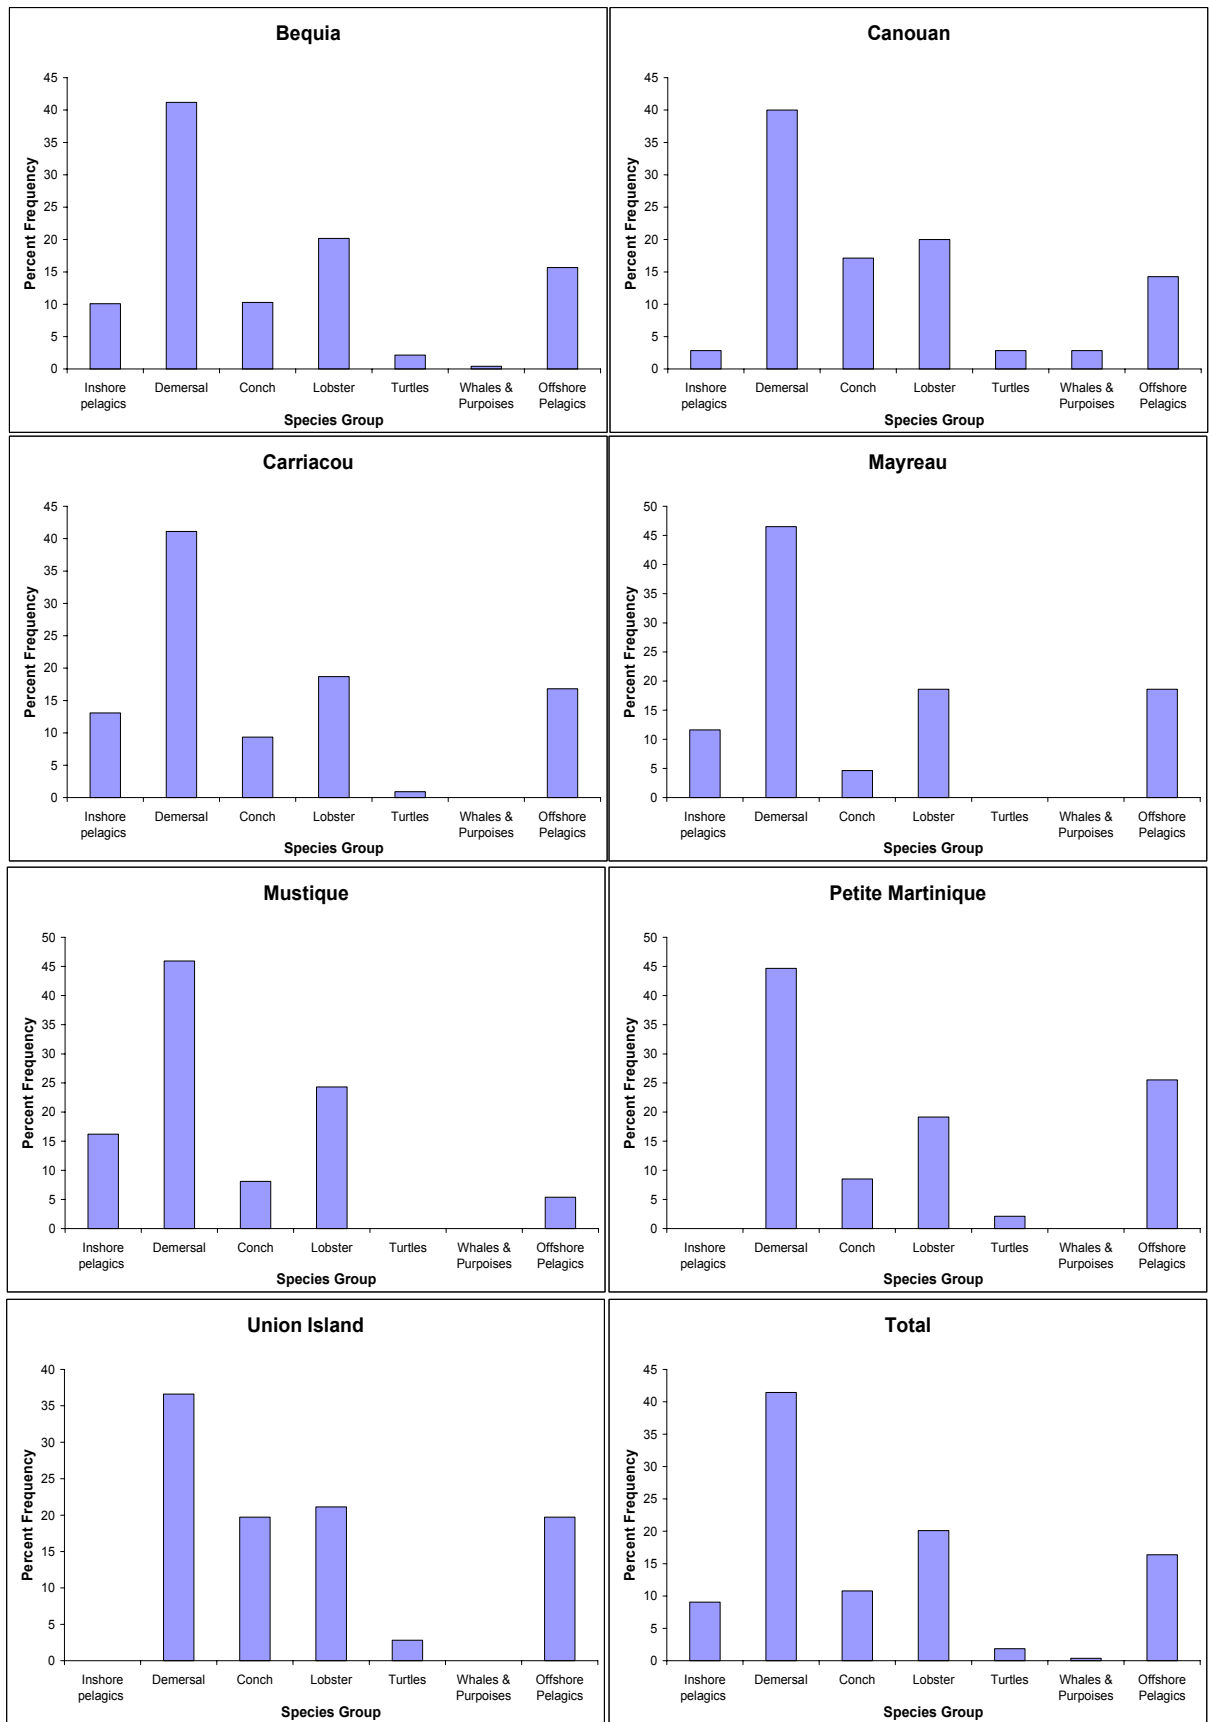 Bequia
45
40
35
30
25
20
15
10
5
0
Percent Frequency
Inshore Demersal Conch Lobster Turtles Whales & Offshore
pelagics Purpoises Pelagics
Species Group
Canouan
45
40
35
30
25
20
15
10
5
0
Percent Frequency
Inshore Demersal Conch Lobster Turtles Whales & Offshore
pelagics Purpoises Pelagics
Species Group
Carriacou
45
40
35
30
25
20
15
10
5
0
Percent Frequency
Inshore Demersal Conch Lobster Turtles Whales & Offshore
pelagics Purpoises Pelagics
Species Group
Mayreau
50
45
40
35
30
25
20
15
10
5
0
Percent Frequency
Inshore Demersal Conch Lobster Turtles Whales & Offshore
pelagics Purpoises Pelagics
Species Group
Mustique
50
45
40
35
30
25
20
15
10
5
0
Percent Frequency
Inshore Demersal Conch Lobster Turtles Whales & Offshore
pelagics Purpoises Pelagics
Species Group
Petite Martinique
50
45
40
35
30
25
20
15
10
5
0
Percent Frequency
Inshore Demersal Conch Lobster Turtles Whales & Offshore
pelagics Purpoises Pelagics
Species Group
Union Island
40
35
30
25
20
15
10
5
0
Percent Frequency
Inshore Demersal Conch Lobster Turtles Whales & Offshore
pelagics Purpoises Pelagics
Species Group
Total
45
40
35
30
25
20
15
10
5
0
Percent Frequency
Inshore Demersal Conch Lobster Turtles Whales & Offshore
pelagics Purpoises Pelagics
Species Group